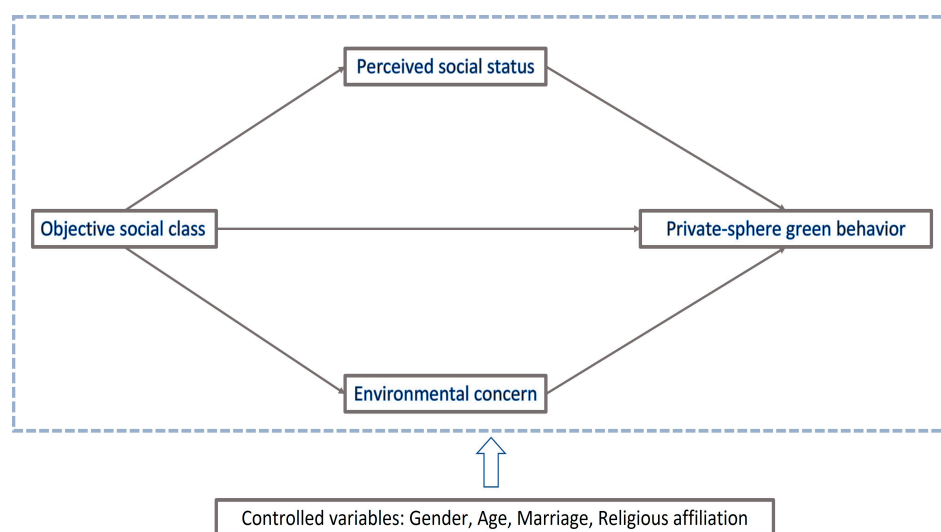 Perceived social status
Objective social class
Private-sphere green behavior
Environmental concern
Controlled variables: Gender, Age, Marriage, Religious affiliation